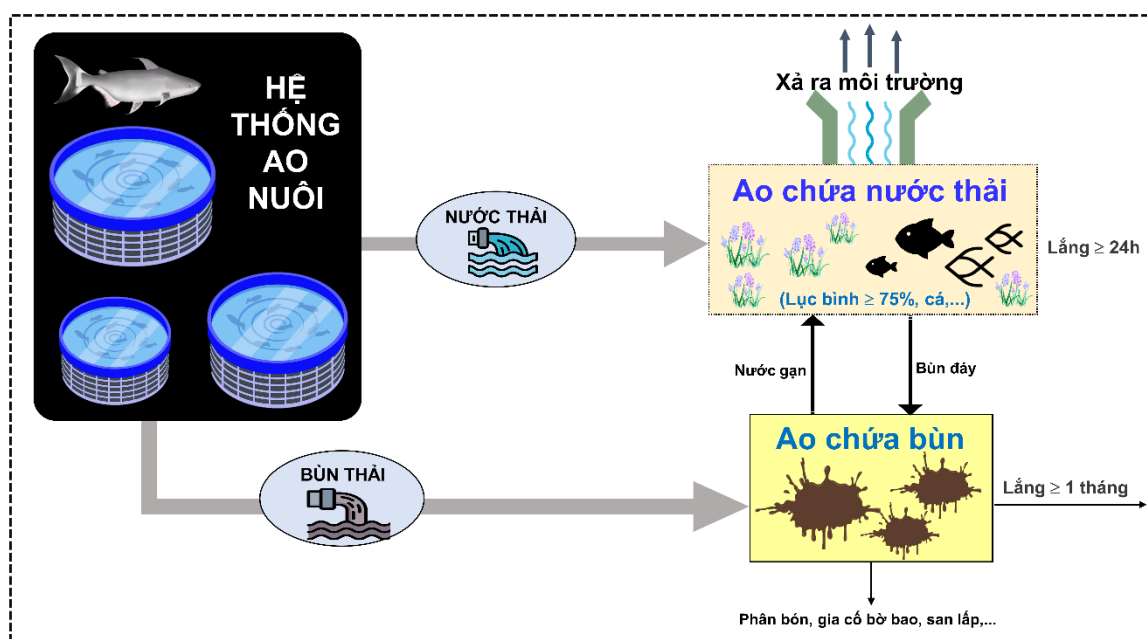 HỆ
THỐNG
AO
NUÔI
Xả ra môi trường
NƯỚC THẢI
Ao chứa nước thải
(Lục bình ≥ 75%, cá,...)
Lắng ≥ 24h
Nước gạn
Bùn đáy
BÙN THẢI
Ao chứa bùn
Lắng ≥ 1 tháng
Phân bón, gia cố bờ bao, san lấp,...